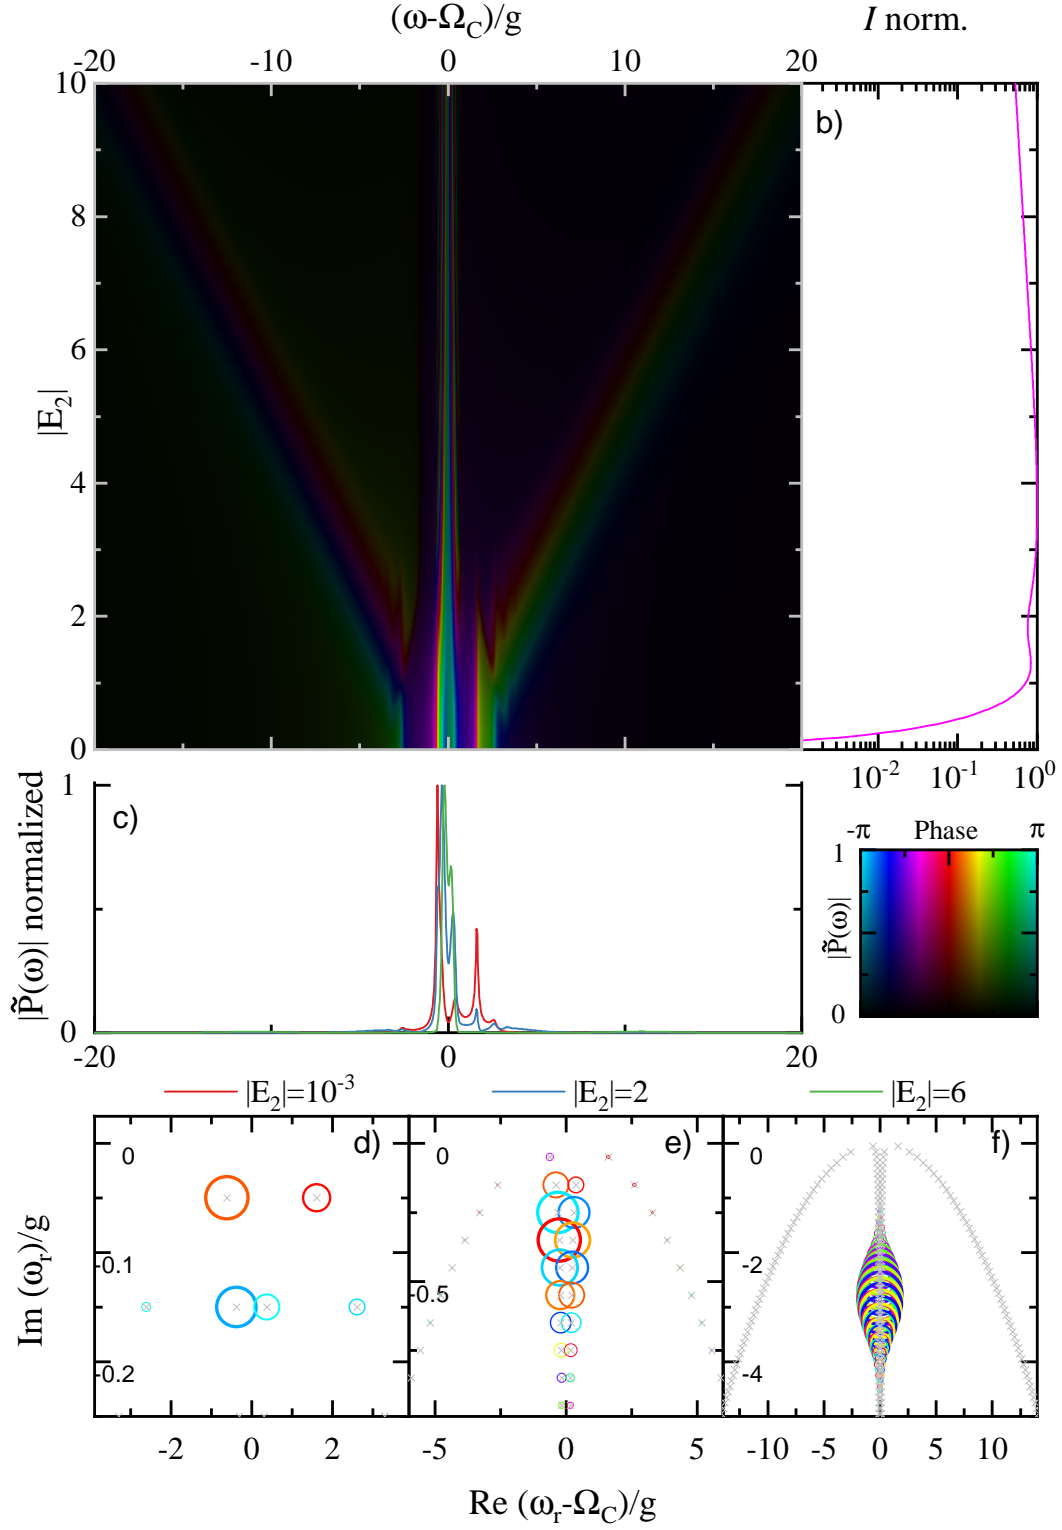 (ω-Ω_C)/g
I norm.
-20 -10 0 10 20
10
8
6
4
2
0
|E_2|
b)
10^-2 10^-1 10^0
c)
|P̃(ω)| normalized
1
0
-20 0 20
-π Phase π
|P̃(ω)|
1
0
|E_2|=10^-3 |E_2|=2 |E_2|=6
d) e) f)
Im (ω_r)/g
0
-0.1
-0.2
0
-0.5
0
-2
-4
-2 0 2
-5 0 5
-10 -5 0 5 10
Re (ω_r-Ω_C)/g